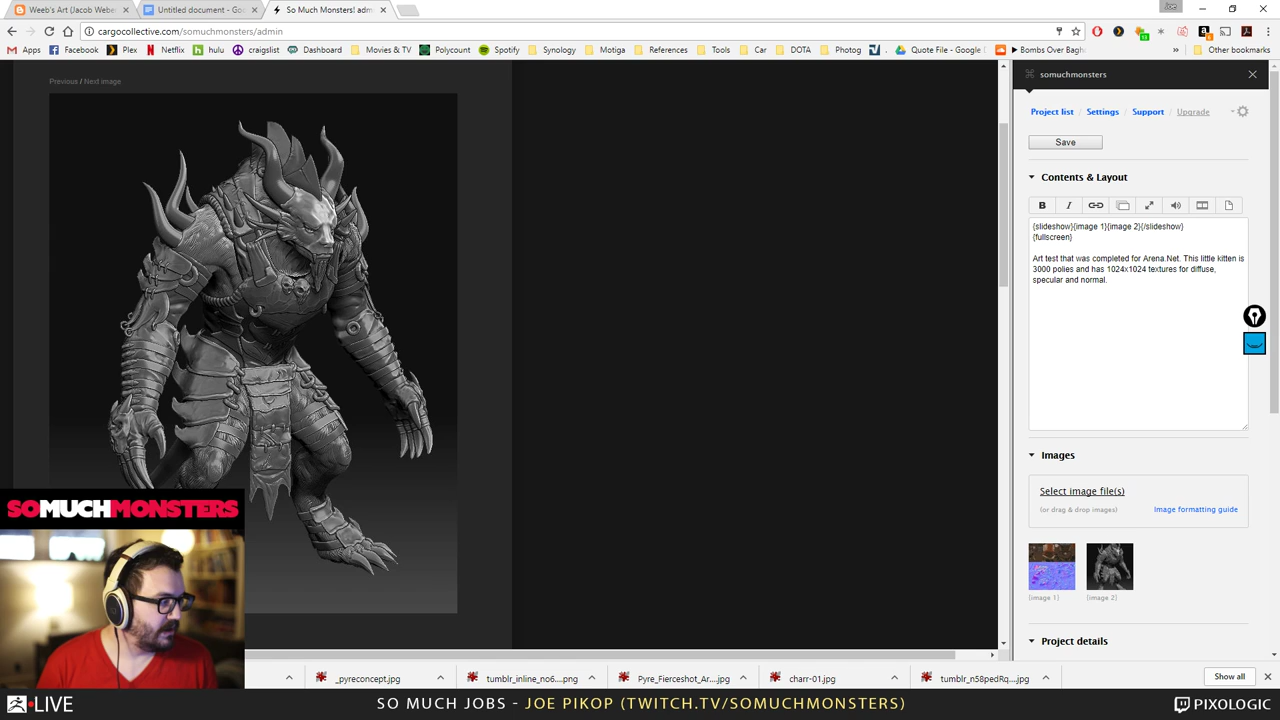 Weeb's Art (Jacob Webe
Untitled document - Goo
So Much Monsters! adm
cargocollective.com/somuchmonsters/admin
Apps
Facebook
Plex
Netflix
hulu
craigslist
Dashboard
Movies & TV
Polycount
Spotify
Synology
Motiga
References
Tools
Car
DOTA
Photog
Quote File - Google
Bombs Over Bagh
Other bookmarks
Previous / Next image
somuchmonsters
Project list / Settings / Support / Upgrade
Save
Contents & Layout
B I
{slideshow}{image 1}{image 2}{/slideshow}
{fullscreen}
Art test that was completed for Arena.Net. This little kitten is
3000 polies and has 1024x1024 textures for diffuse,
specular and normal.
Images
Select image file(s)
(or drag & drop images)
Image formatting guide
{image 1}
{image 2}
Project details
SOMUCHMONSTERS
_pyreconcept.jpg
tumblr_inline_no6....png
Pyre_Fierceshot_Ar....jpg
charr-01.jpg
tumblr_n58pedRq....jpg
Show all
LIVE
SO MUCH JOBS - JOE PIKOP (TWITCH.TV/SOMUCHMONSTERS)
PIXOLOGIC